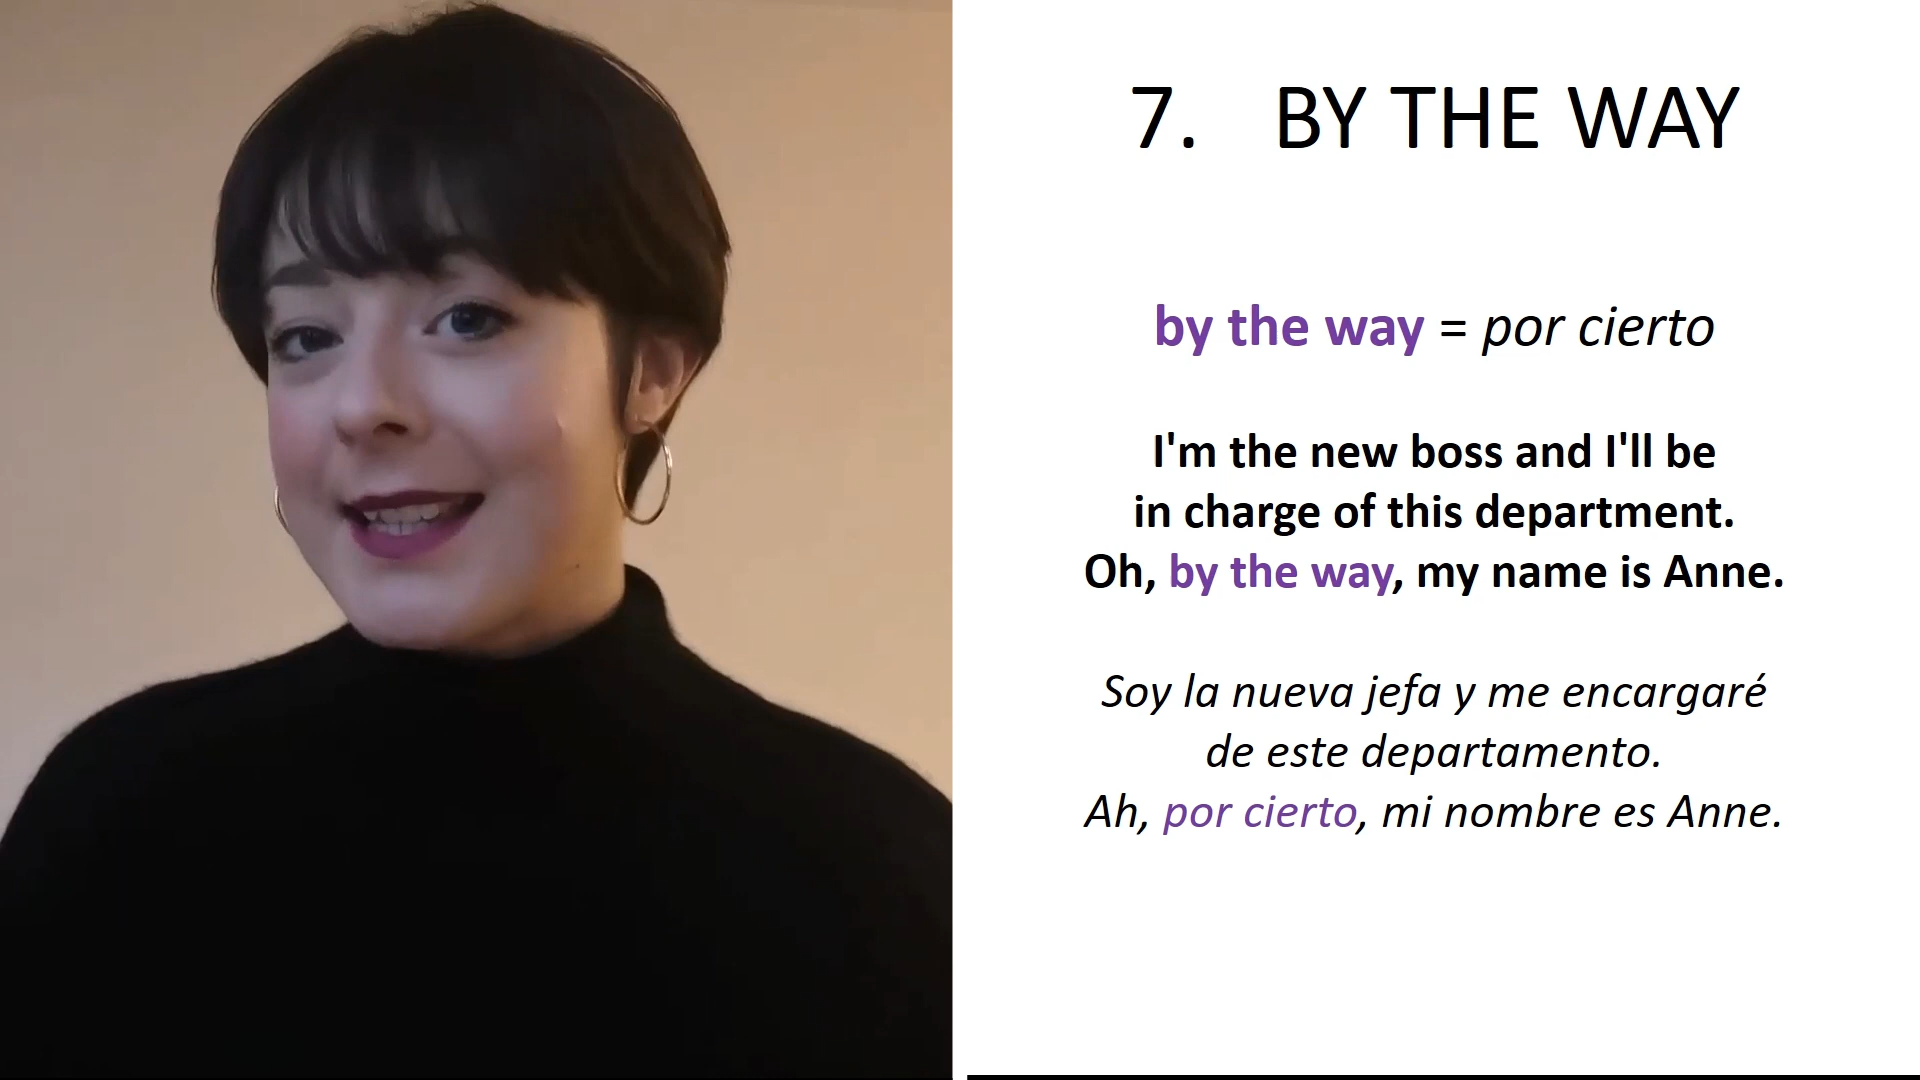 7. BY THE WAY
by the way = por cierto
I'm the new boss and I'll be
in charge of this department.
Oh, by the way, my name is Anne.
Soy la nueva jefa y me encargaré
de este departamento.
Ah, por cierto, mi nombre es Anne.